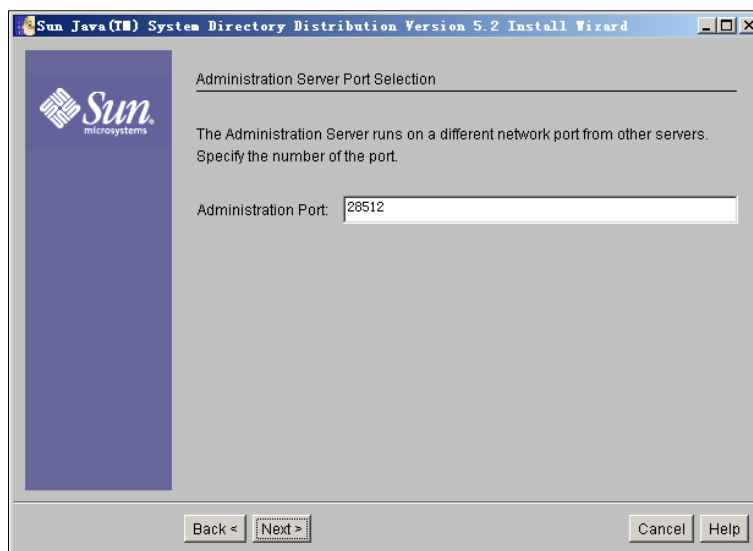 Sun Java(TM) System Directory Distribution Version 5.2 Install Wizard
Sun.
microsystems
Administration Server Port Selection
The Administration Server runs on a different network port from other servers.
Specify the number of the port.
Administration Port: 28512
Back < Next > Cancel Help